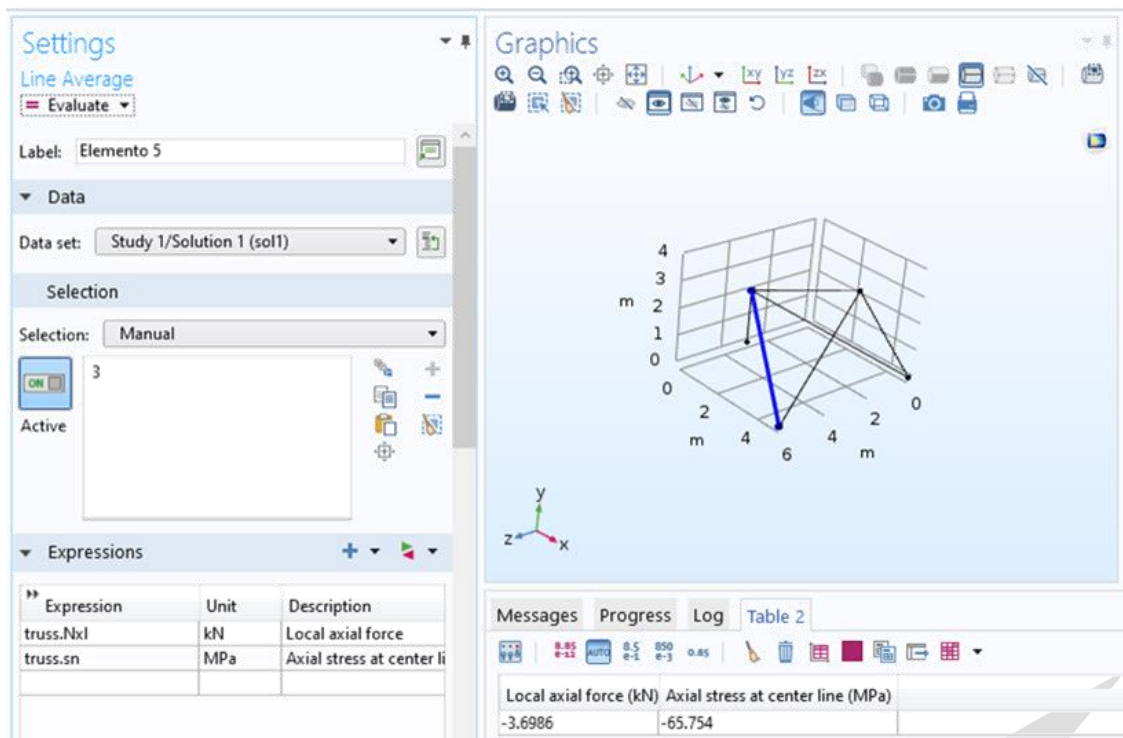 Settings
Line Average
= Evaluate
Label: Elemento 5
Data
Data set: Study 1/Solution 1 (sol1)
Selection
Selection: Manual
ON
3
Active
Expressions
Expression Unit Description
truss.Nxl kN Local axial force
truss.sn MPa Axial stress at center li
Graphics
xy yz zx
4
3
m 2
1
0
0 0
2 2
m 4 4 m
6
y
z x
Messages Progress Log Table 2
8.85 e-12 AUTO 8.5 e-1 850 e-3 0.85
Local axial force (kN) Axial stress at center line (MPa)
-3.6986 -65.754